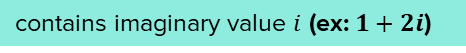 contains imaginary value i (ex: 1 + 2i)